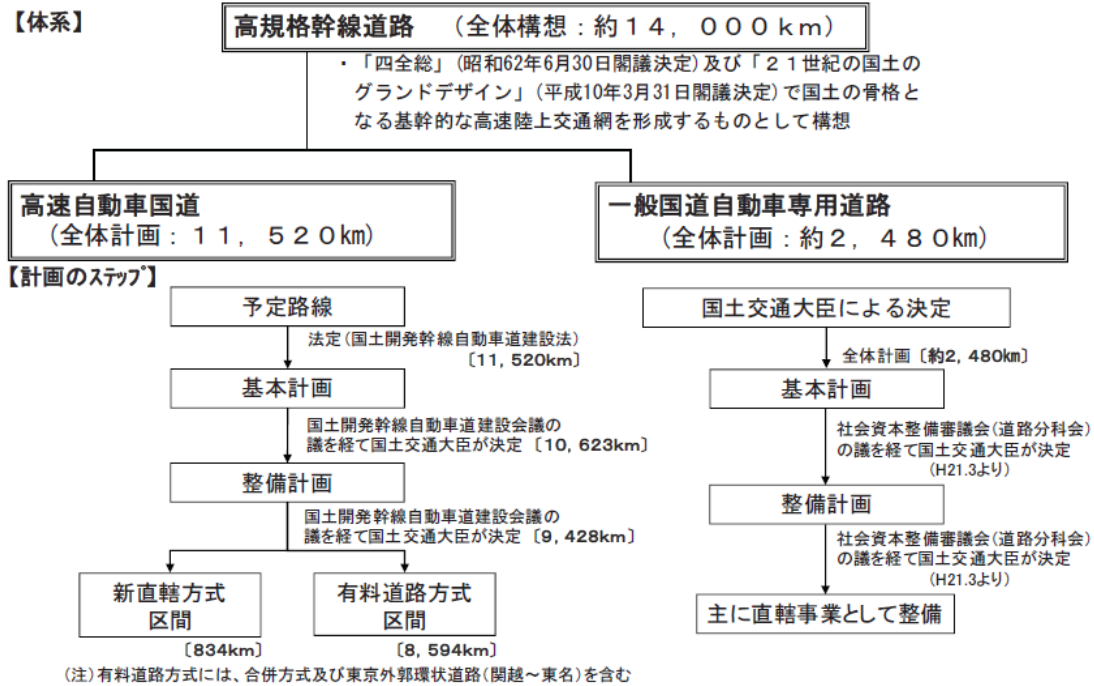 【体系】
高規格幹線道路　（全体構想：約１４，０００ｋｍ）
・「四全総」(昭和62年6月30日閣議決定)及び「２１世紀の国土の
グランドデザイン」(平成10年3月31日閣議決定)で国土の骨格と
なる基幹的な高速陸上交通網を形成するものとして構想
高速自動車国道
（全体計画：１１，５２０㎞）
一般国道自動車専用道路
（全体計画：約２，４８０㎞）
【計画のｽﾃｯﾌﾟ】
予定路線
法定(国土開発幹線自動車道建設法)
〔11,520km〕
基本計画
国土開発幹線自動車道建設会議の
議を経て国土交通大臣が決定〔10,623km〕
整備計画
国土開発幹線自動車道建設会議の
議を経て国土交通大臣が決定〔9,428km〕
新直轄方式
区間
〔834km〕
有料道路方式
区間
〔8,594km〕
国土交通大臣による決定
全体計画〔約2,480㎞〕
基本計画
社会資本整備審議会(道路分科会)
の議を経て国土交通大臣が決定
(H21.3より)
整備計画
社会資本整備審議会(道路分科会)
の議を経て国土交通大臣が決定
(H21.3より)
主に直轄事業として整備
(注)有料道路方式には、合併方式及び東京外郭環状道路(関越～東名)を含む